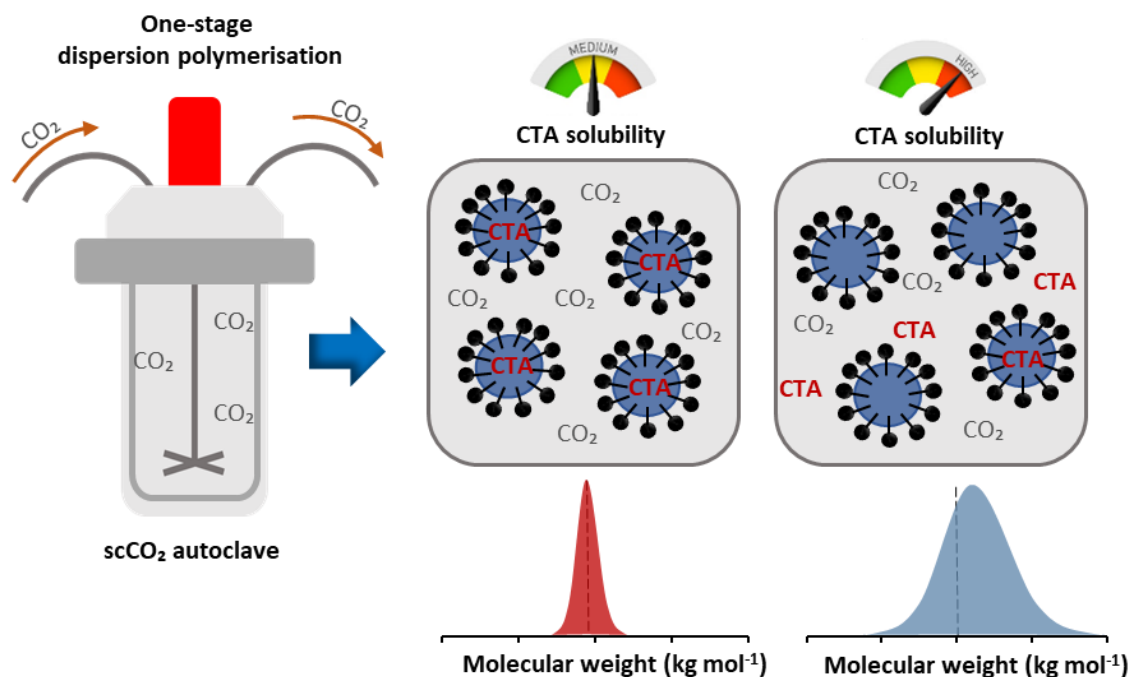 One-stage
dispersion polymerisation
CO₂
CO₂
CO₂
CO₂
CO₂
scCO₂ autoclave
MEDIUM
CTA solubility
CO₂
CTA
CTA
CO₂
CO₂
CO₂
CTA
CTA
CO₂
Molecular weight (kg mol⁻¹)
HIGH
CTA solubility
CO₂
CO₂
CTA
CO₂
CTA
CTA
CTA
CO₂
Molecular weight (kg mol⁻¹)